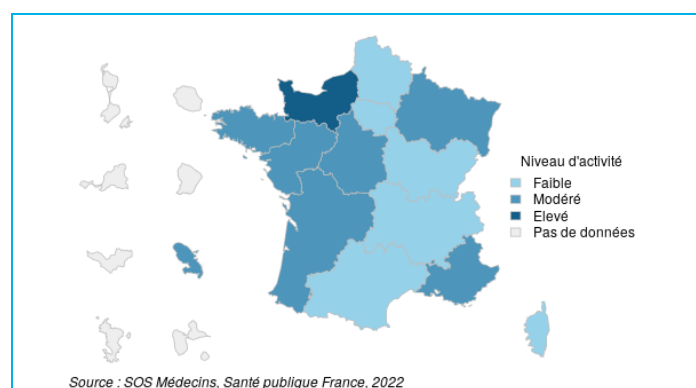 Niveau d'activité
Faible
Modéré
Elevé
Pas de données
Source : SOS Médecins, Santé publique France, 2022